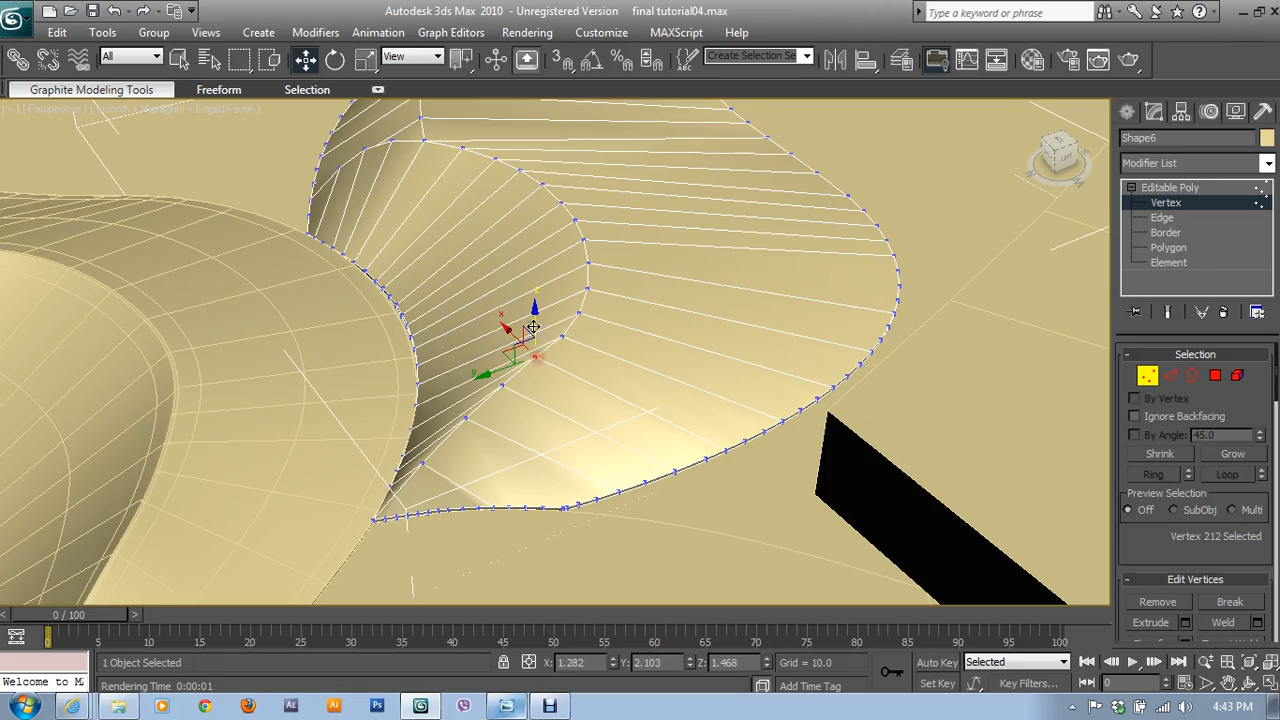 Autodesk 3ds Max 2010 - Unregistered Version final tutorial04.max
Type a keyword or phrase
Edit Tools Group Views Create Modifiers Animation Graph Editors Rendering Customize MAXScript Help
All View Create Selection Se
Graphite Modeling Tools Freeform Selection
Shape6
Modifier List
Editable Poly
Vertex
Edge
Border
Polygon
Element
Selection
By Vertex
Ignore Backfacing
By Angle: 45.0
Shrink Grow
Ring Loop
Preview Selection
Off SubObj Multi
Vertex 212 Selected
Edit Vertices
Remove Break
Extrude Weld
x
y
0 / 100
0 5 10 15 20 25 30 35 40 45 50 55 60 65 70 75 80 85 90 95 100
1 Object Selected X: 1.282 Y: 2.103 Z: 1.468 Grid = 10.0 Auto Key Selected
Welcome to M
Rendering Time 0:00:01 Add Time Tag Set Key Key Filters... 0
4:43 PM